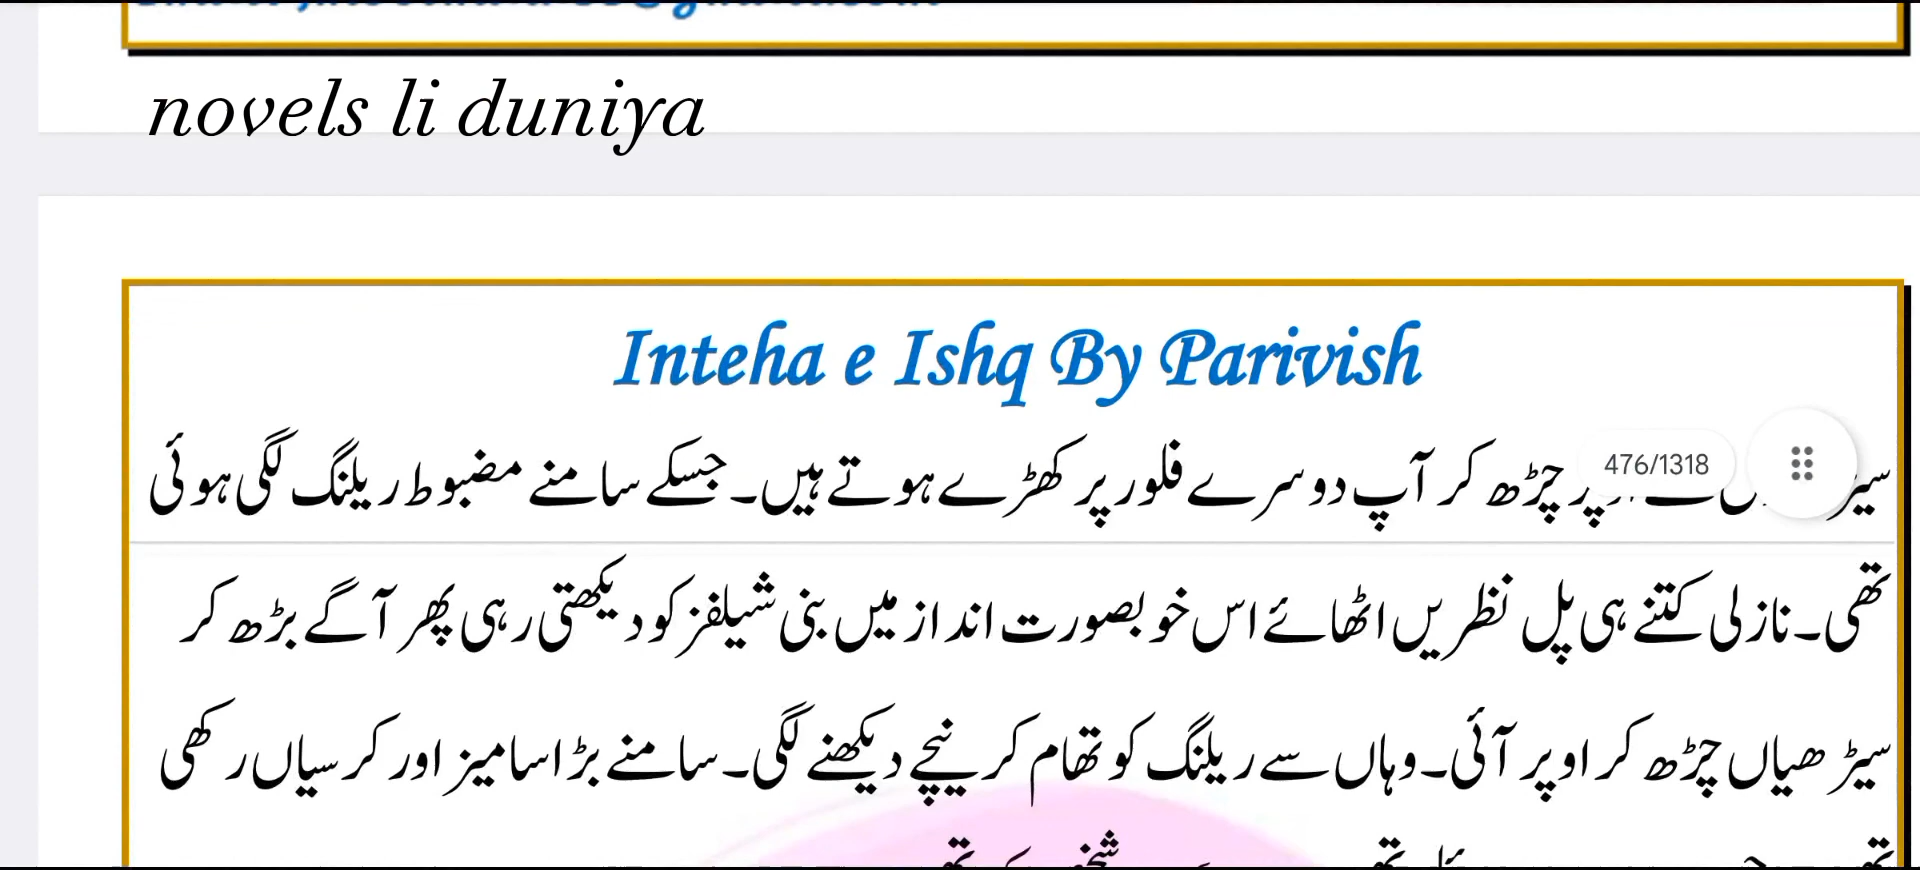 novels li duniya
Inteha e Ishq By Parivish
476/1318
چڑھ کر آپ دوسرے فلور پر کھڑے ہوتے ہیں۔ جسکے سامنے مضبوط ریلنگ لگی ہوئی
تھی۔ نازلی کتنے ہی پل نظریں اٹھائے اس خوبصورت انداز میں بنی شیلفز کو دیکھتی رہی پھر آگے بڑھ کر
سیڑھیاں چڑھ کر اوپر آئی۔ وہاں سے ریلنگ کو تھام کر نیچے دیکھنے لگی۔ سامنے بڑا سا میز اور کرسیاں رکھی